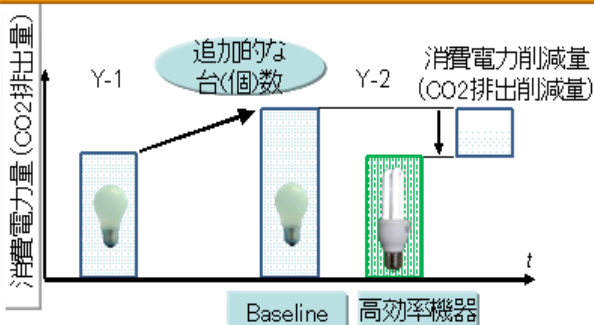 消費電力量(CO2排出量)
Y-1
追加的な
台(個)数
Y-2
消費電力削減量
(CO2排出削減量)
t
Baseline
高効率機器